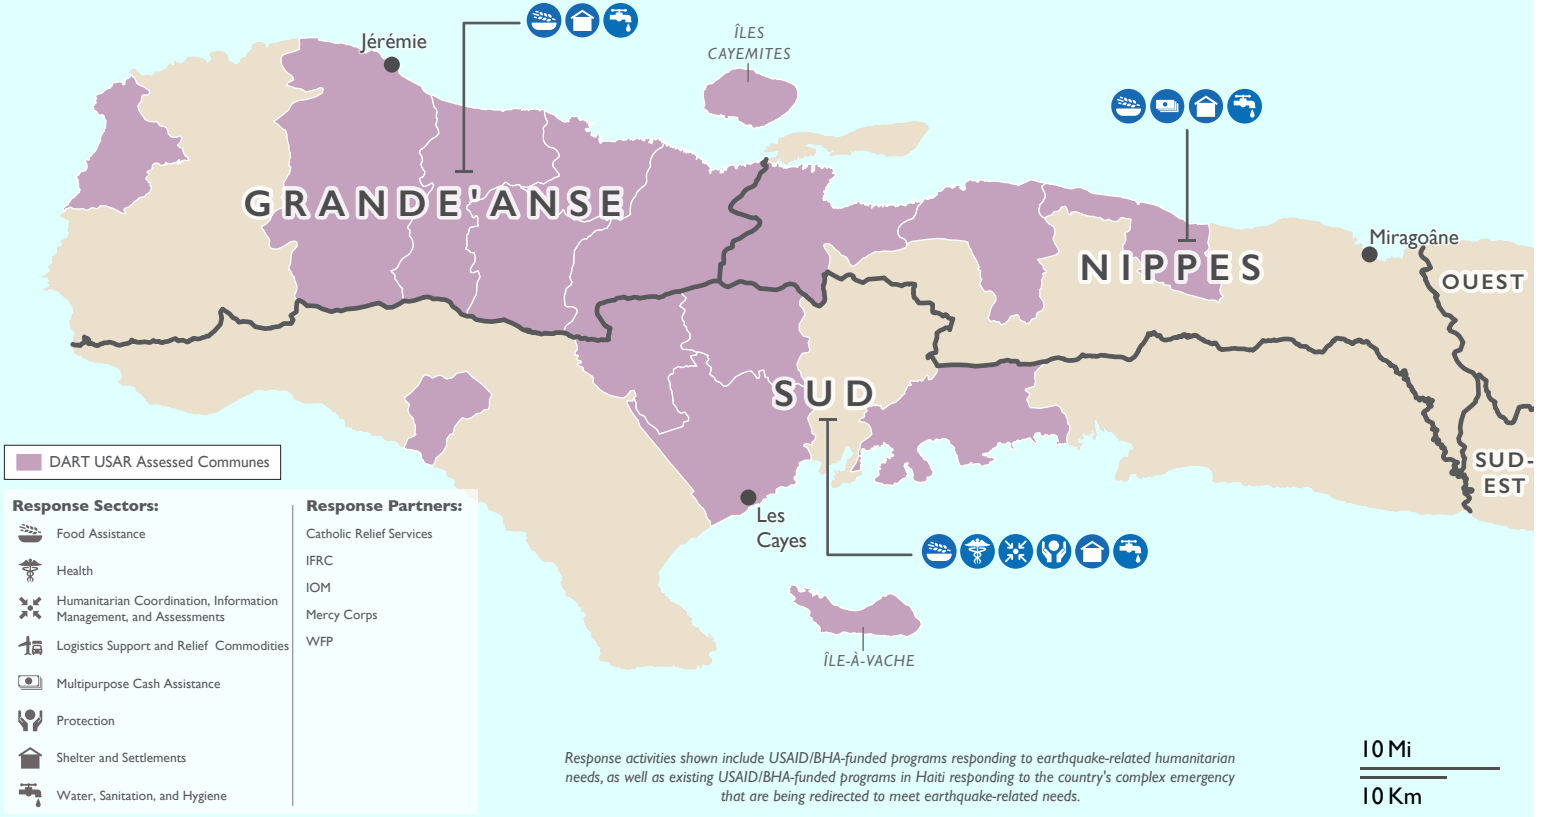 Jérémie
ÎLES
CAYEMITES
GRANDE'ANSE
NIPPES
Miragoâne
OUEST
SUD
SUD-
EST
Les
Cayes
ÎLE-À-VACHE
DART USAR Assessed Communes
Response Sectors:
Food Assistance
Health
Humanitarian Coordination, Information
Management, and Assessments
Logistics Support and Relief Commodities
Multipurpose Cash Assistance
Protection
Shelter and Settlements
Water, Sanitation, and Hygiene
Response Partners:
Catholic Relief Services
IFRC
IOM
Mercy Corps
WFP
Response activities shown include USAID/BHA-funded programs responding to earthquake-related humanitarian
needs, as well as existing USAID/BHA-funded programs in Haiti responding to the country's complex emergency
that are being redirected to meet earthquake-related needs.
10 Mi
10 Km